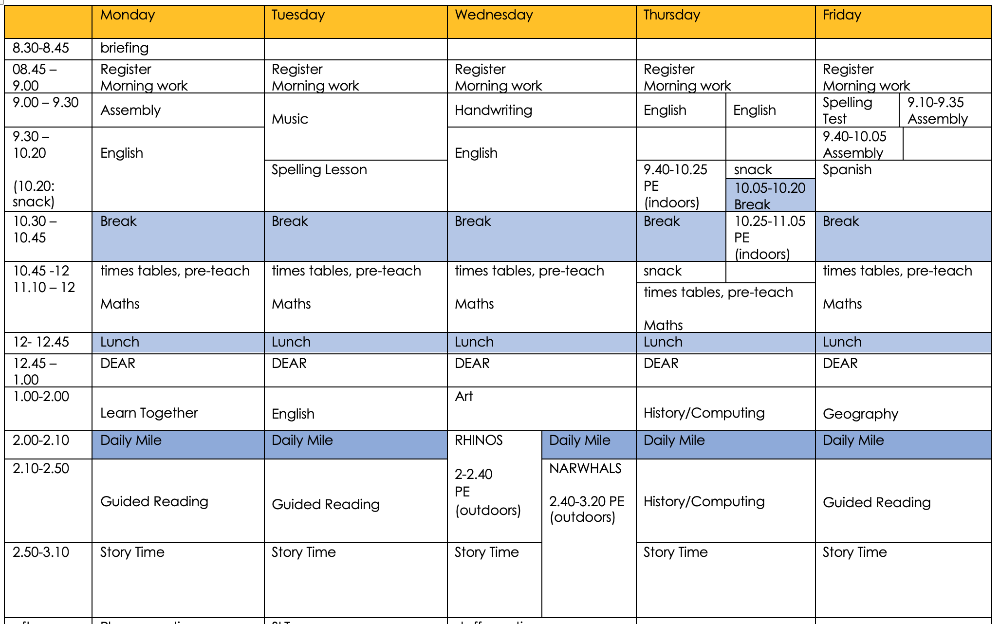 Monday Tuesday Wednesday Thursday Friday
8.30-8.45 briefing
08.45 – Register Register Register Register Register
9.00 Morning work Morning work Morning work Morning work Morning work
9.00 – 9.30 Assembly Music Handwriting English English Spelling 9.10-9.35
Test Assembly
9.30 – 9.40-10.05
10.20 English English Assembly
Spelling Lesson 9.40-10.25 snack Spanish
(10.20: PE 10.05-10.20
snack) (indoors) Break
10.30 – Break Break Break Break 10.25-11.05 Break
10.45 PE
(indoors)
10.45 -12 times tables, pre-teach times tables, pre-teach times tables, pre-teach snack times tables, pre-teach
11.10 – 12 times tables, pre-teach
Maths Maths Maths Maths
Maths
12- 12.45 Lunch Lunch Lunch Lunch Lunch
12.45 – DEAR DEAR DEAR DEAR DEAR
1.00
1.00-2.00 Art
Learn Together English History/Computing Geography
2.00-2.10 Daily Mile Daily Mile RHINOS Daily Mile Daily Mile Daily Mile
2.10-2.50 2-2.40 NARWHALS
PE
Guided Reading Guided Reading (outdoors) 2.40-3.20 PE History/Computing Guided Reading
(outdoors)
2.50-3.10 Story Time Story Time Story Time Story Time Story Time